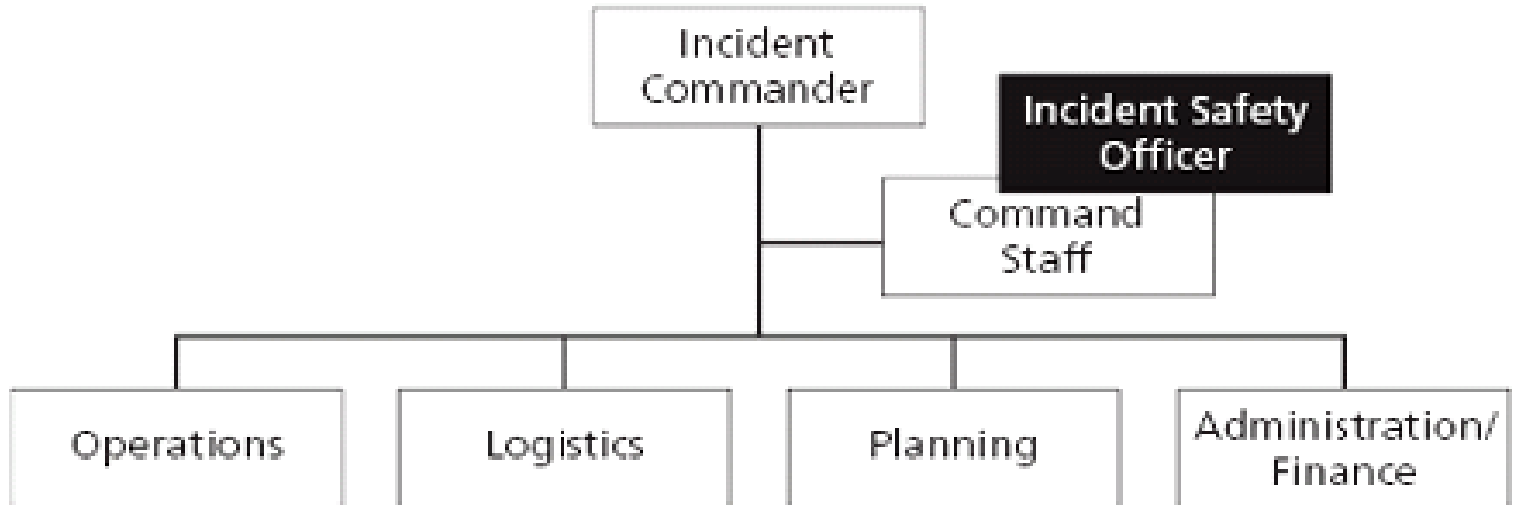 Incident
Commander
Incident Safety
Officer
Command
Staff
Operations
Logistics
Planning
Administration/
Finance